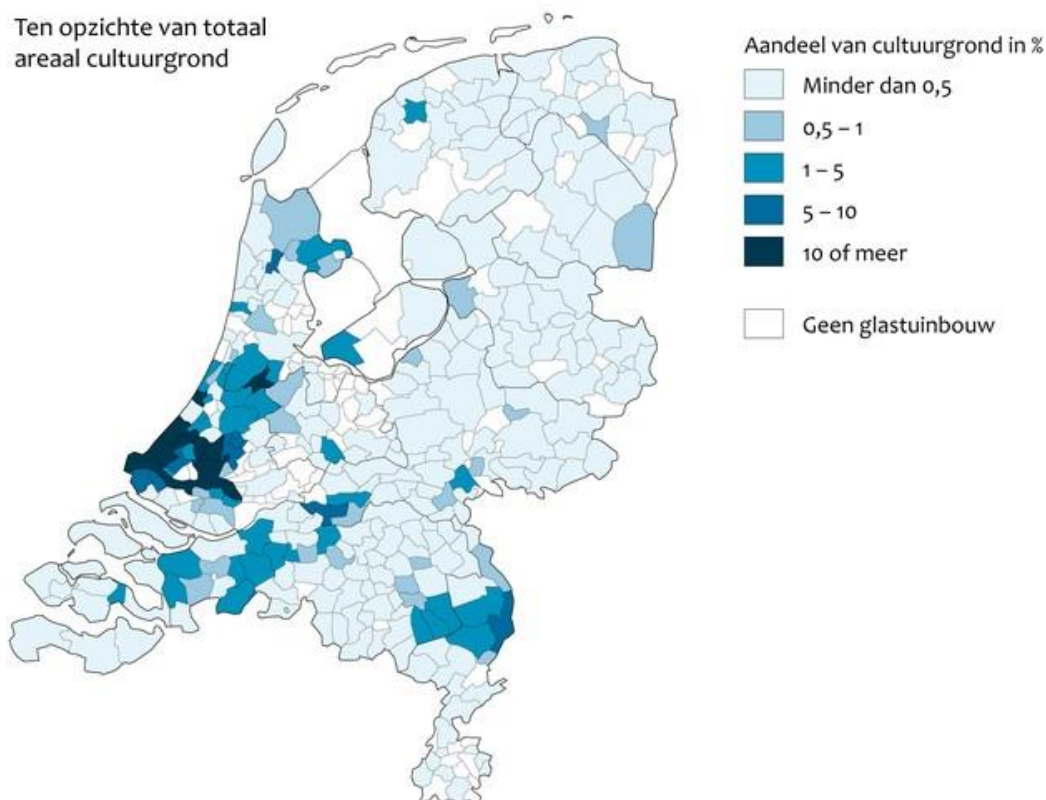 Ten opzichte van totaal
areaal cultuurgrond
Aandeel van cultuurgrond in %
Minder dan 0,5
0,5 – 1
1 – 5
5 – 10
10 of meer
Geen glastuinbouw